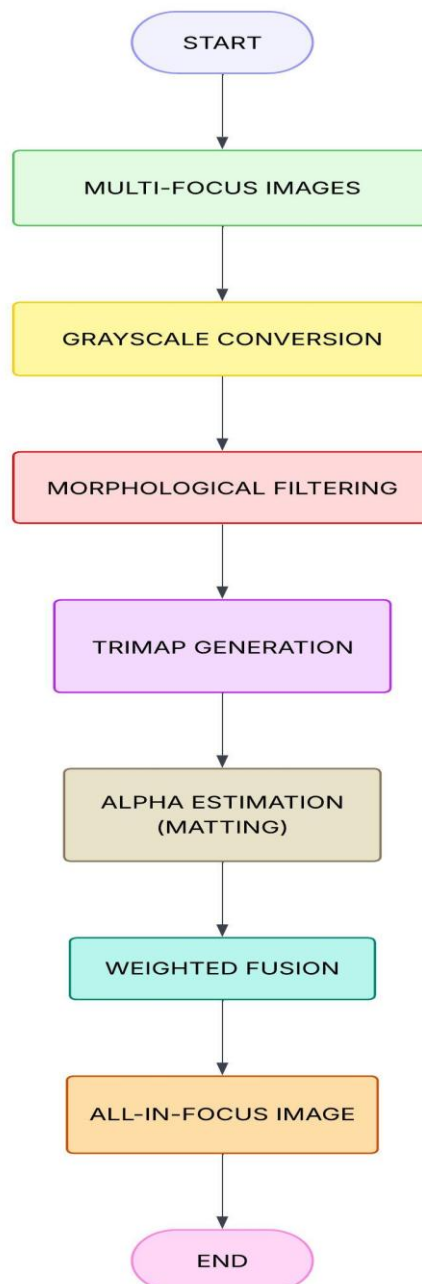 START
MULTI-FOCUS IMAGES
GRAYSCALE CONVERSION
MORPHOLOGICAL FILTERING
TRIMAP GENERATION
ALPHA ESTIMATION
(MATTING)
WEIGHTED FUSION
ALL-IN-FOCUS IMAGE
END